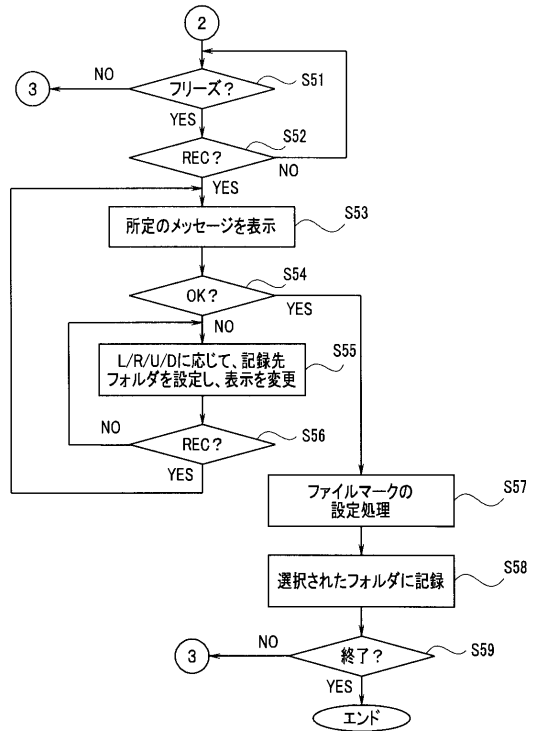 2
フリーズ?
S51
NO
3
YES
REC?
S52
NO
YES
所定のメッセージを表示
S53
OK?
S54
YES
NO
L/R/U/Dに応じて、記録先
フォルダを設定し、表示を変更
S55
NO
REC?
S56
YES
ファイルマークの
設定処理
S57
選択されたフォルダに記録
S58
3
NO
終了?
S59
YES
エンド